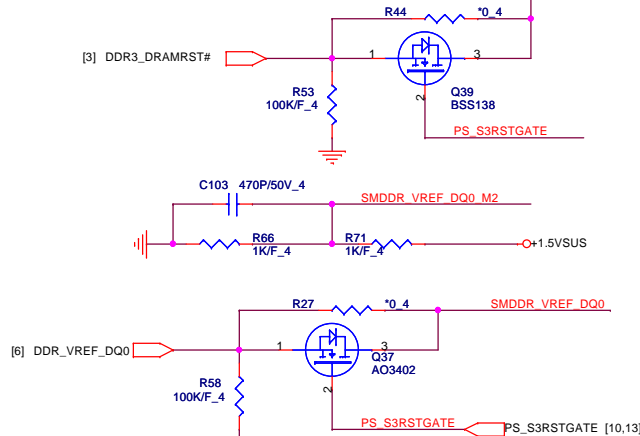 R44 *0_4
[3] DDR3_DRAMRST#
1 3
R53
100K/F_4
2
Q39
BSS138
PS_S3RSTGATE
C103 470P/50V_4
SMDDR_VREF_DQ0_M2
R66
1K/F_4
R71
1K/F_4
+1.5VSUS
R27 *0_4
SMDDR_VREF_DQ0
[6] DDR_VREF_DQ0
1 3
Q37
AO3402
R58
100K/F_4
2
PS_S3RSTGATE
PS_S3RSTGATE [10,13]